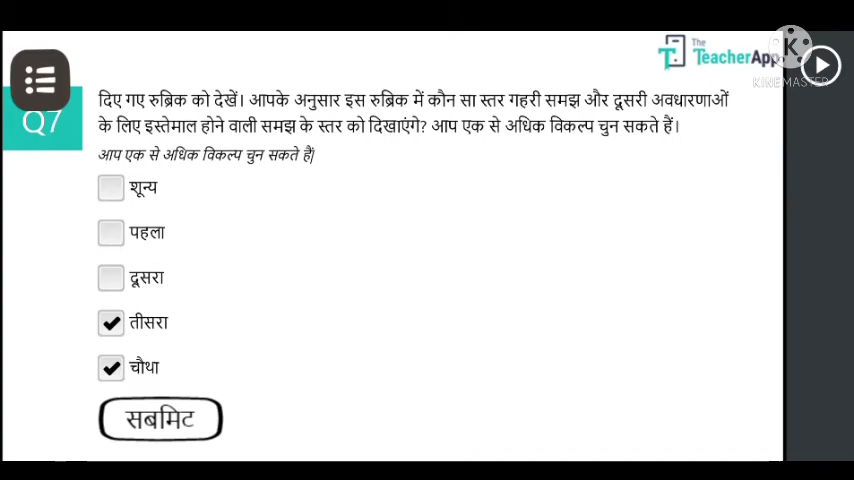 The
TeacherApp
K
KINEMASTER
Q7
दिए गए रुब्रिक को देखें। आपके अनुसार इस रुब्रिक में कौन सा स्तर गहरी समझ और दूसरी अवधारणाओं
के लिए इस्तेमाल होने वाली समझ के स्तर को दिखाएंगे? आप एक से अधिक विकल्प चुन सकते हैं।
आप एक से अधिक विकल्प चुन सकते हैं|
शून्य
पहला
दूसरा
तीसरा
चौथा
सबमिट